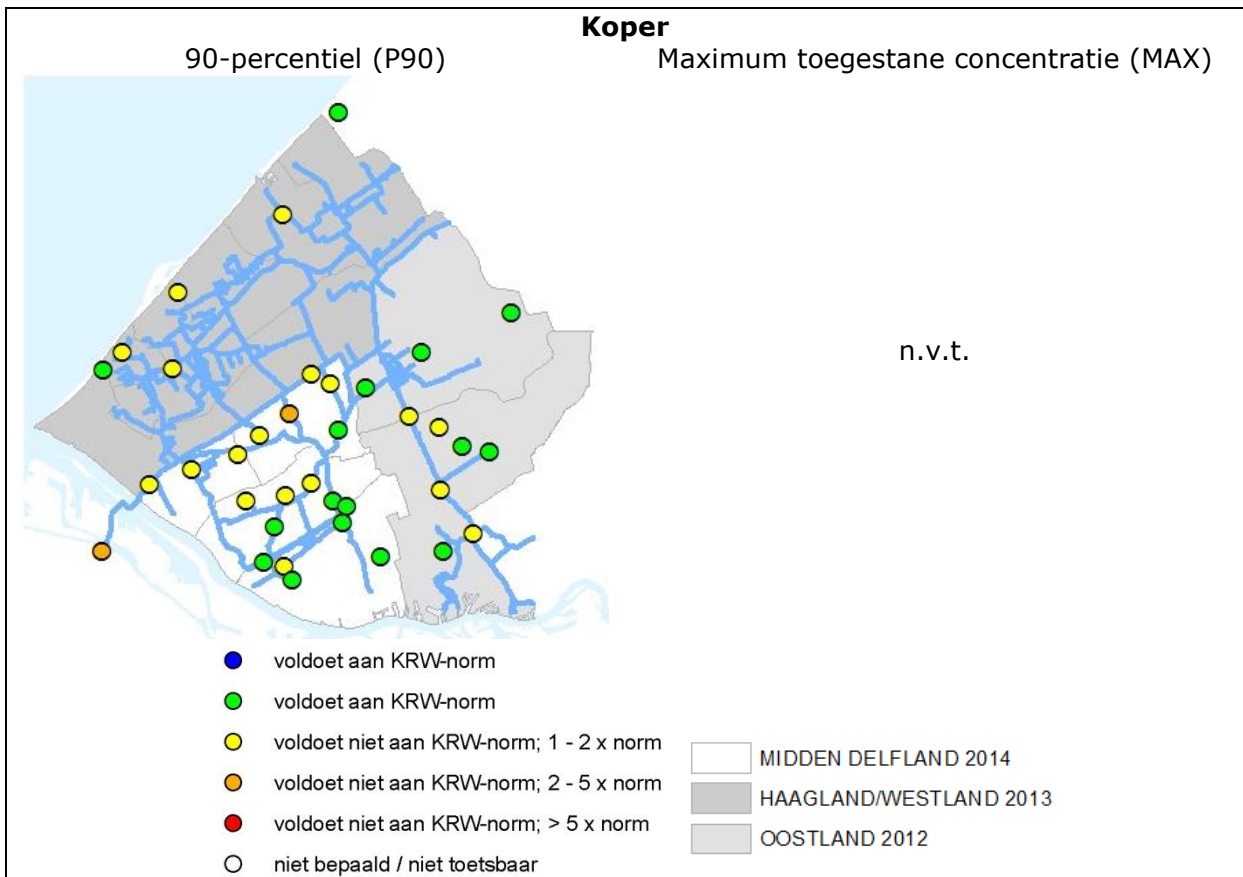 Koper
90-percentiel (P90)
Maximum toegestane concentratie (MAX)
n.v.t.
voldoet aan KRW-norm
voldoet aan KRW-norm
voldoet niet aan KRW-norm; 1 - 2 x norm
voldoet niet aan KRW-norm; 2 - 5 x norm
voldoet niet aan KRW-norm; > 5 x norm
niet bepaald / niet toetsbaar
MIDDEN DELFLAND 2014
HAAGLAND/WESTLAND 2013
OOSTLAND 2012